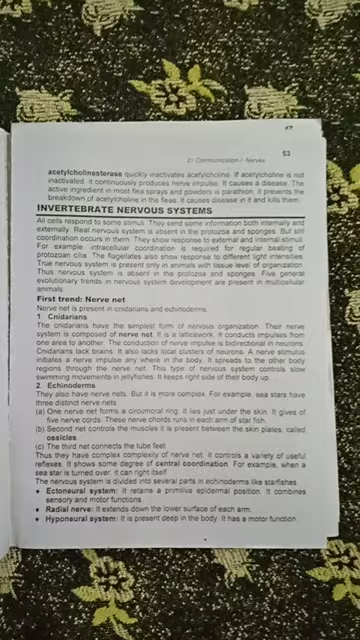 53
2> Communication I Nerves
acetylcholinesterase quickly inactivates acetylcholine. If acetylcholine is not
inactivated. It continuously produces nerve impulse. It causes a disease. The
active ingredient in most flea sprays and powders is parathion. It prevents the
breakdown of acetylcholine in the fleas. It causes disease in it and kills them.
INVERTEBRATE NERVOUS SYSTEMS
All cells respond to some stimuli. They send some information both internally and
externally. Real nervous system is absent in the protozoa and sponges. But still
coordination occurs in them. They show response to external and internal stimuli.
For example. intracellular coordination is required for regular beating of
protozoan cilia. The flagellates also show response to different light intensities.
True nervous system is present only in animals with tissue level of organization.
Thus nervous system is absent in the protozoa and sponges. Five general
evolutionary trends in nervous system development are present in multicellular
animals.
First trend: Nerve net
Nerve net is present in cnidarians and echinoderms.
1. Cnidarians
The cnidarians have the simplest form of nervous organization. Their nerve
system is composed of nerve net. It is a latticework. It conducts impulses from
one area to another. The conduction of nerve impulse is bidirectional in neurons.
Cnidarians lack brains. It also lack local clusters of neurons. A nerve stimulus
initiates a nerve impulse any where in the body. It spreads to the other body
regions through the nerve net. This type of nervous system controls slow
swimming movements in jellyfishes. It keeps right side of their body up.
2. Echinoderms
They also have nerve nets. But it is more complex. For example, sea stars have
three distinct nerve nets.
(a) One nerve net forms a circumoral ring. It lies just under the skin. It gives of
five nerve cords. These nerve chords runs in each arm of star fish.
(b) Second net controls the muscles it is present between the skin plates, called
ossicles
(c) The third net connects the tube feet.
Thus they have complex complexity of nerve net. It controls a variety of useful
reflexes. It shows some degree of central coordination. For example, when a
sea star is turned over. It can right itself.
The nervous system is divided into several parts in echinoderms like starfishes.
♦ Ectoneural system: It retains a primitive epidermal position. It combines
sensory and motor functions.
♦ Radial nerve: It extends down the lower surface of each arm.
♦ Hyponeural system: It is present deep in the body. It has a motor function.